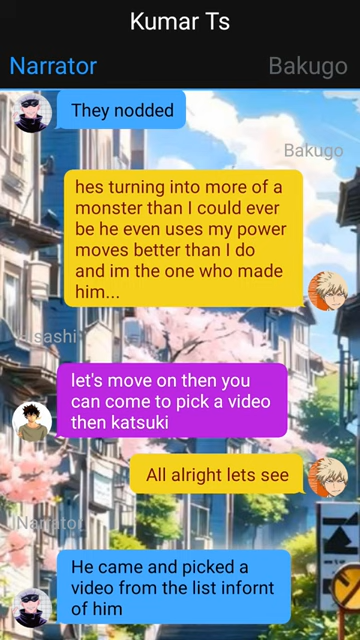 Kumar Ts
Narrator
Bakugo
They nodded
Bakugo
hes turning into more of a
monster than I could ever
be he even uses my power
moves better than I do
and im the one who made
him...
let's move on then you
can come to pick a video
then katsuki
All alright lets see
Narrator
He came and picked a
video from the list infornt
of him